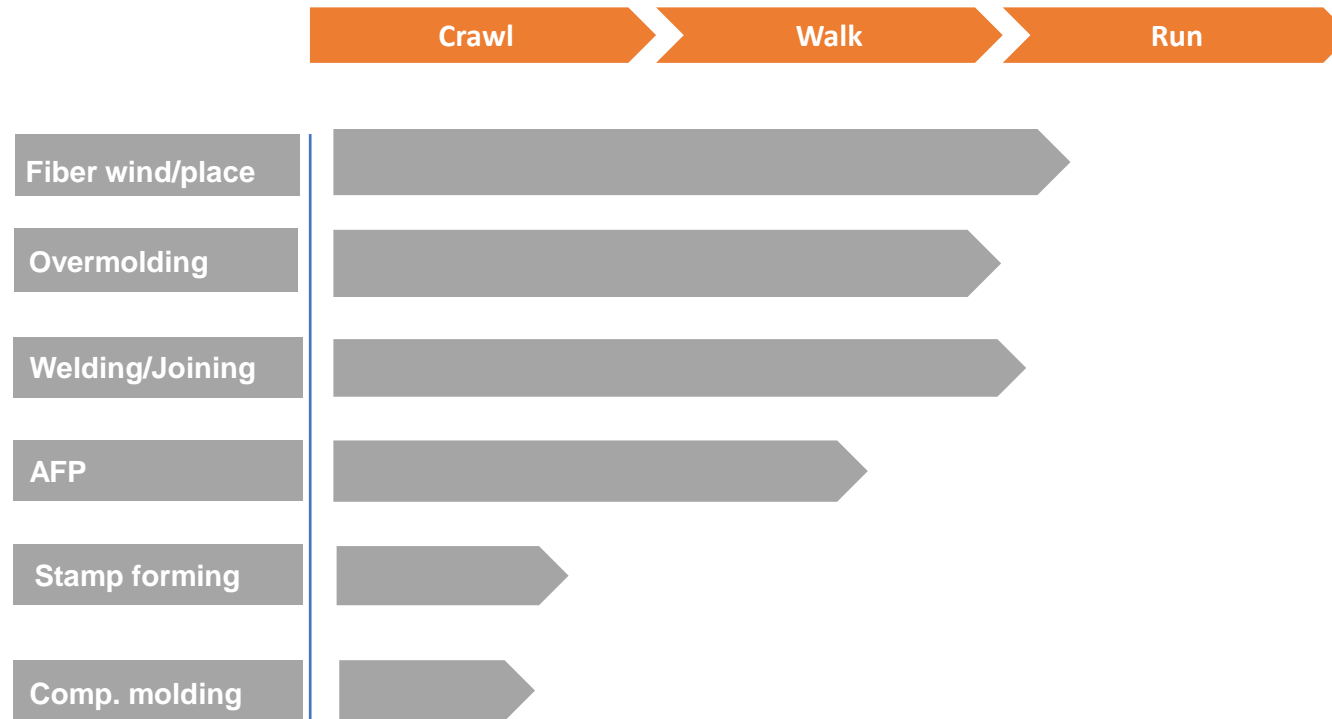 Crawl
Walk
Run
Fiber wind/place
Overmolding
Welding/Joining
AFP
Stamp forming
Comp. molding